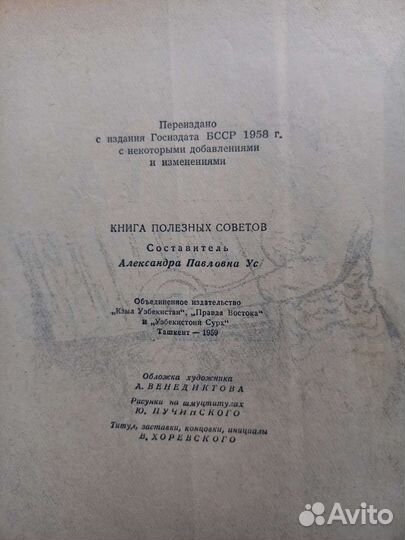 Переиздано
с издания Госиздата БССР 1958 г.
с некоторыми добавлениями
и изменениями
КНИГА ПОЛЕЗНЫХ СОВЕТОВ
Составитель
Александра Павловна Ус
Объединенное издательство
„Кзыл Узбекистан", „Правда Востока"
и „Узбекистони Сурх"
Ташкент — 1959
Обложка художника
А. ВЕНЕДИКТОВА
Рисунки на шмуцтитулах
Ю. ПУЧИНСКОГО
Титул, заставки, концовки, инициалы
В. ХОРЕВСКОГО
Avito